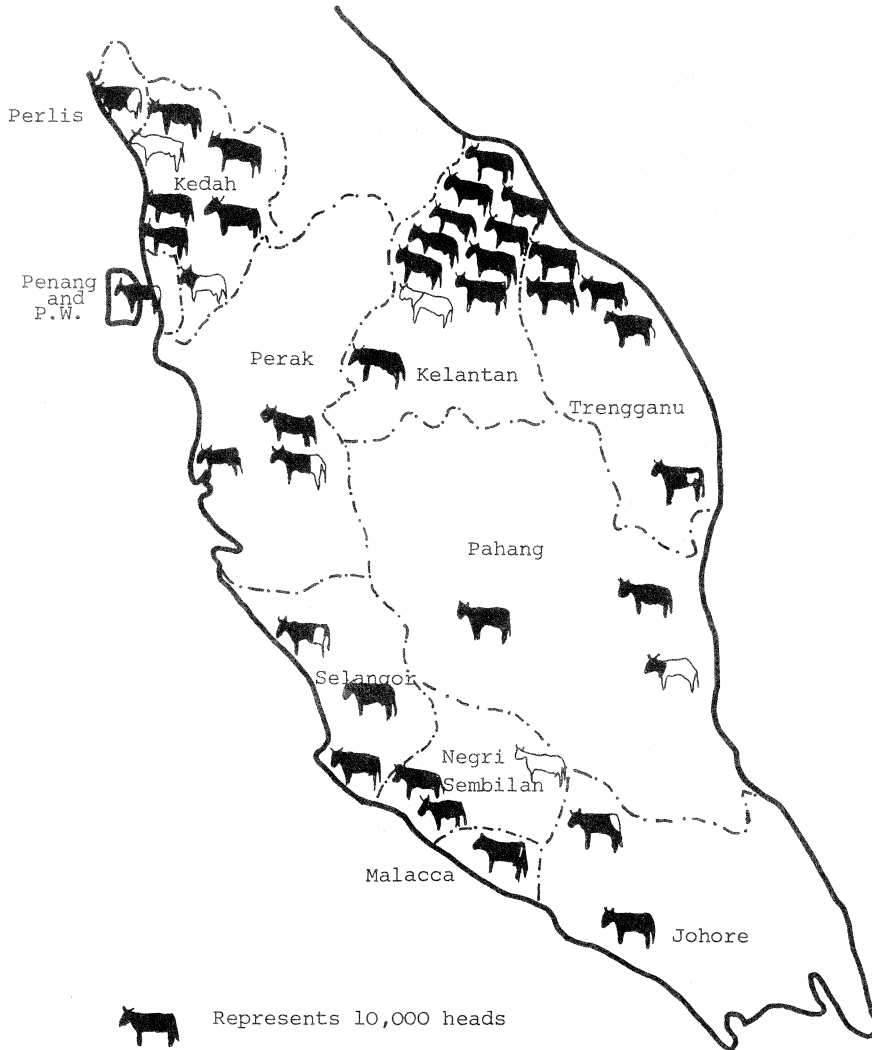 Perlis
Kedah
Penang
and
P.W.
Perak
Kelantan
Trengganu
Pahang
Selangor
Negri
Sembilan
Malacca
Johore
Represents 10,000 heads